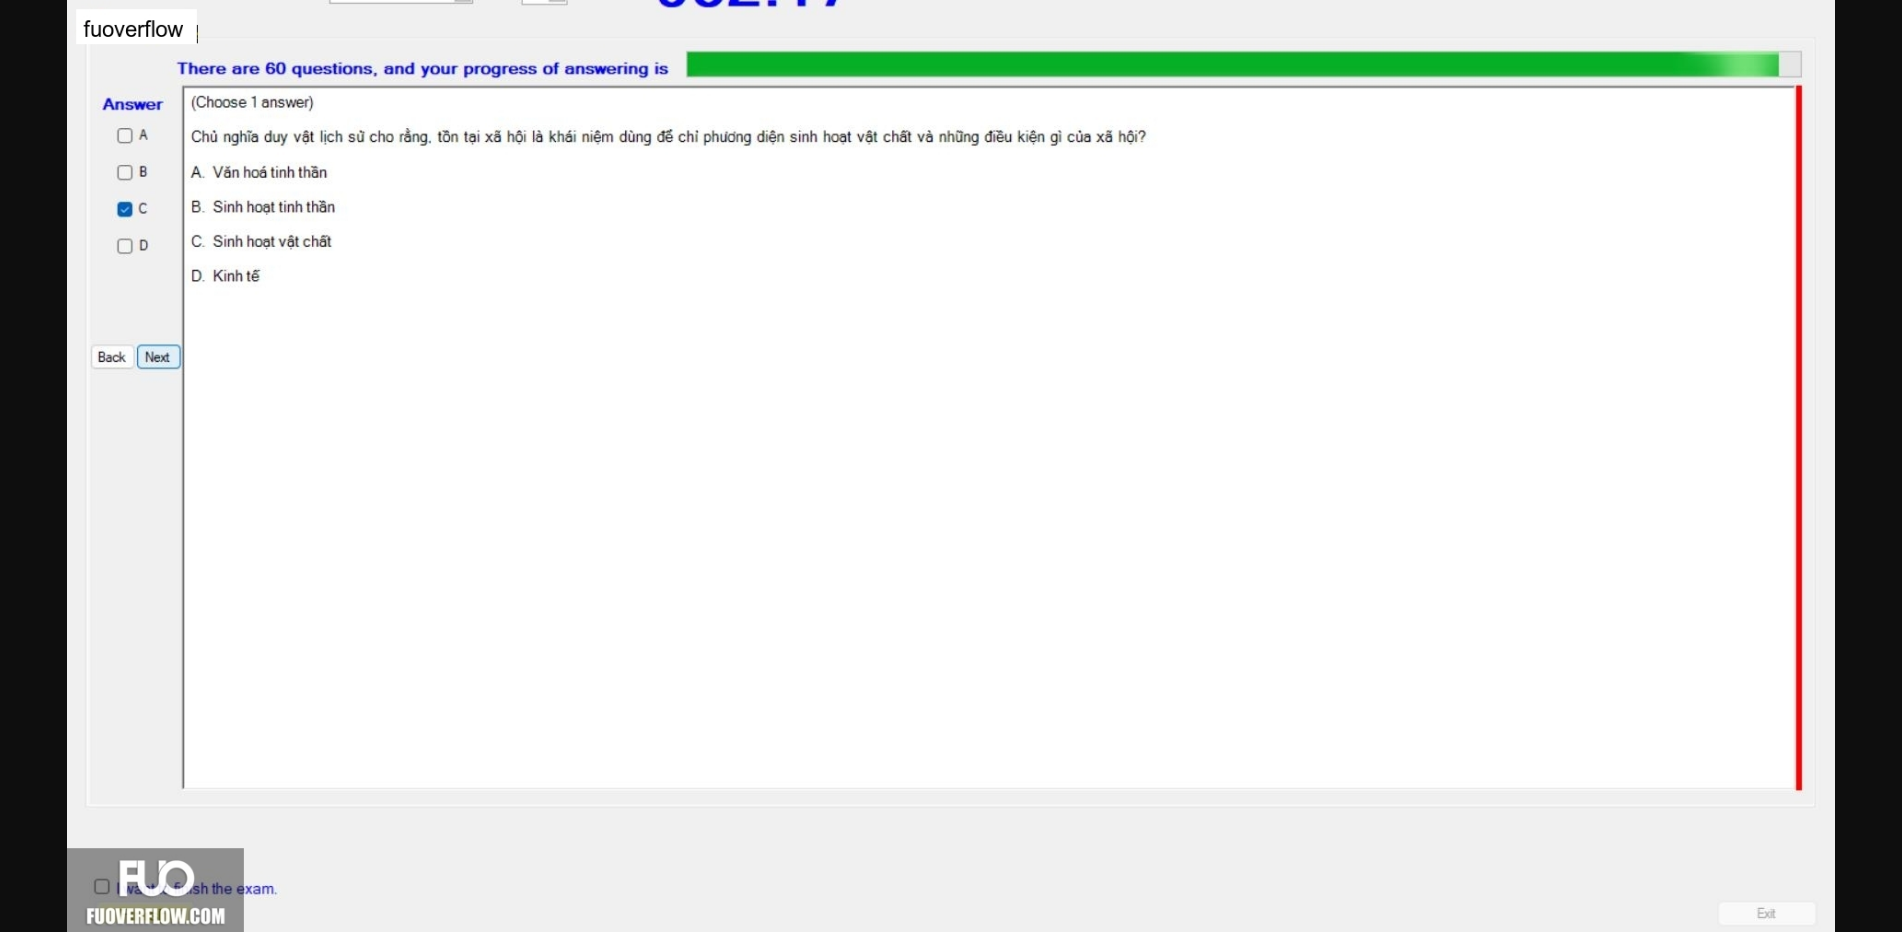 fuoverflow
There are 60 questions, and your progress of answering is
Answer
(Choose 1 answer)
A
Chủ nghĩa duy vật lịch sử cho rằng, tồn tại xã hội là khái niệm dùng để chỉ phương diện sinh hoạt vật chất và những điều kiện gì của xã hội?
B
A. Văn hoá tinh thần
C
B. Sinh hoạt tinh thần
D
C. Sinh hoạt vật chất
D. Kinh tế
Back Next
FUO
I want finish the exam.
FUOVERFLOW.COM
Exit